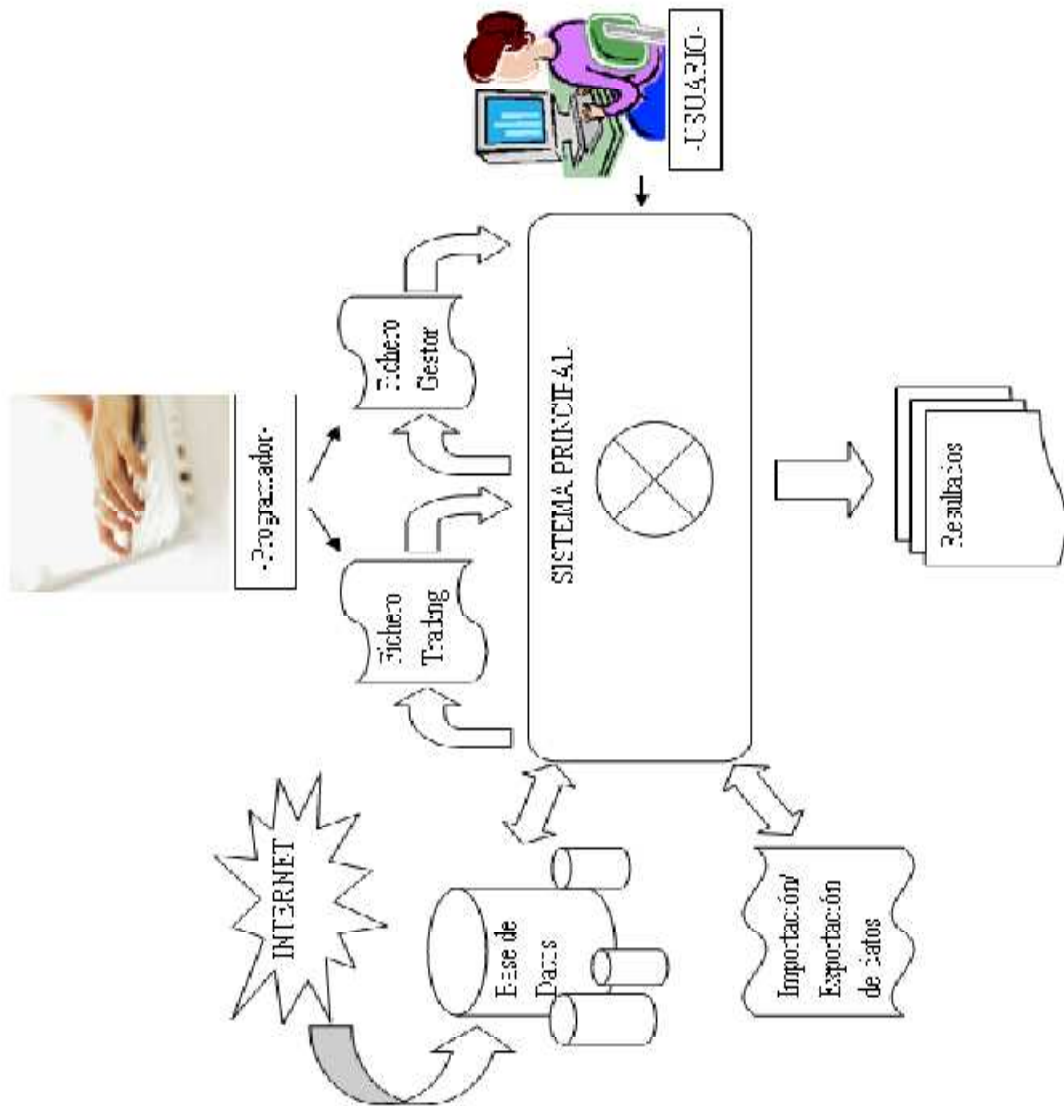 INTERNET
Base de
Datos
Importación/
Exportación
de datos
-Programador-
Fichero
Trading
Fichero
Gestor
SISTEMA PRINCIPAL
Resultados
-USUARIO-